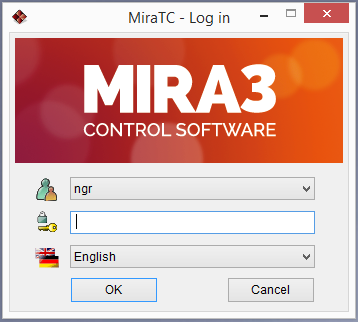 MiraTC - Log in
MIRA3
CONTROL SOFTWARE
ngr
English
OK
Cancel